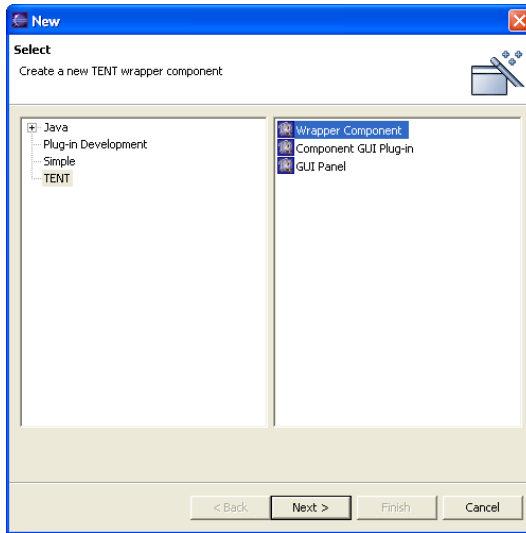 New
Select
Create a new TENT wrapper component
Java
Plug-in Development
Simple
TENT
Wrapper Component
Component GUI Plug-in
GUI Panel
< Back
Next >
Finish
Cancel